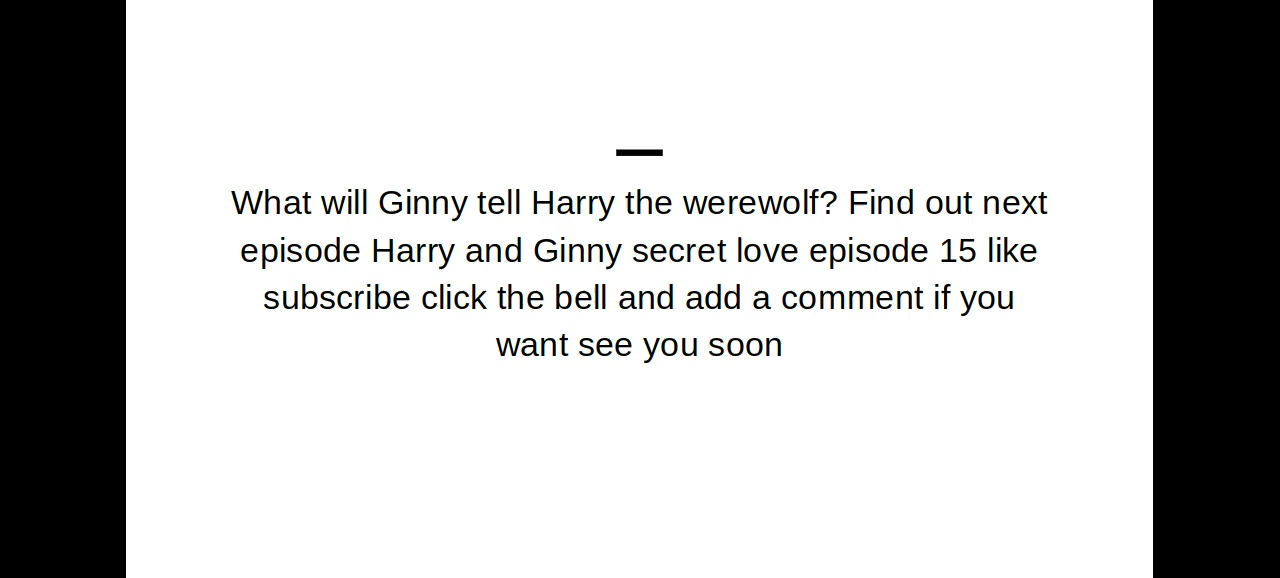 What will Ginny tell Harry the werewolf? Find out next
episode Harry and Ginny secret love episode 15 like
subscribe click the bell and add a comment if you
want see you soon